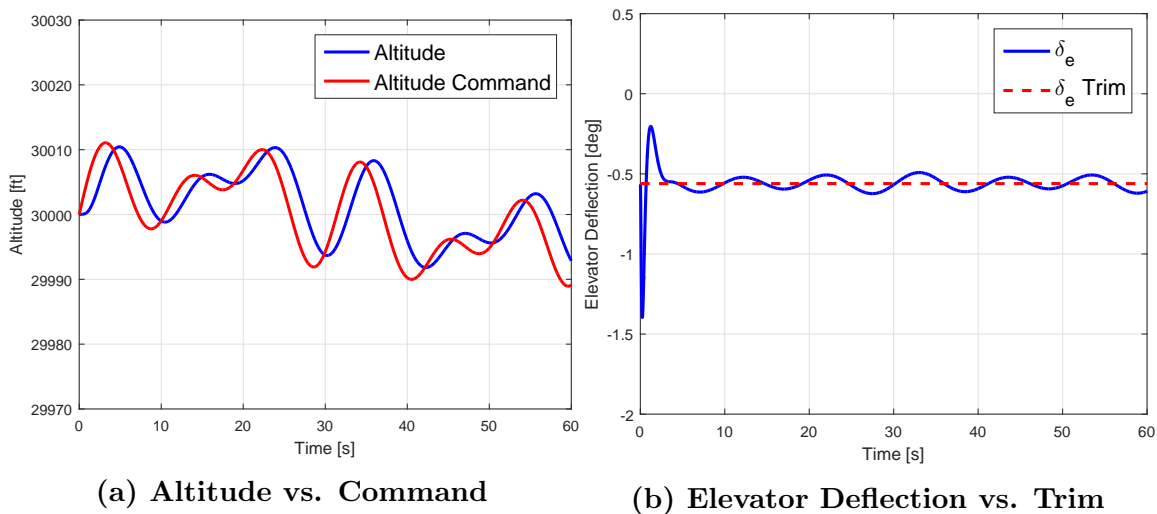 30030
30020
30010
30000
29990
29980
29970
0
10
20
30
40
50
60
Altitude [ft]
Time [s]
Altitude
Altitude Command
(a) Altitude vs. Command
0.5
0
-0.5
-1
-1.5
-2
0
10
20
30
40
50
60
Elevator Deflection [deg]
Time [s]
δe
δe Trim
(b) Elevator Deflection vs. Trim